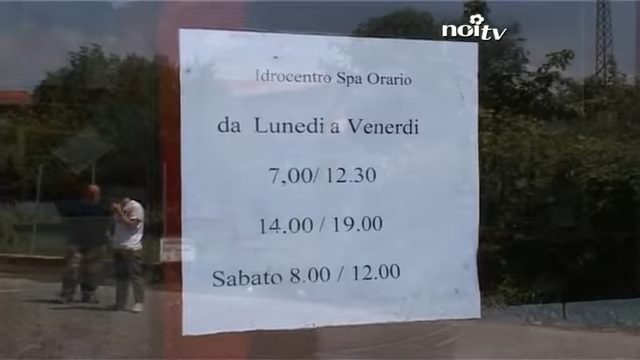 noitv
Idrocentro Spa Orario
da Lunedi a Venerdi
7,00/ 12.30
14.00 / 19.00
Sabato 8.00 / 12.00